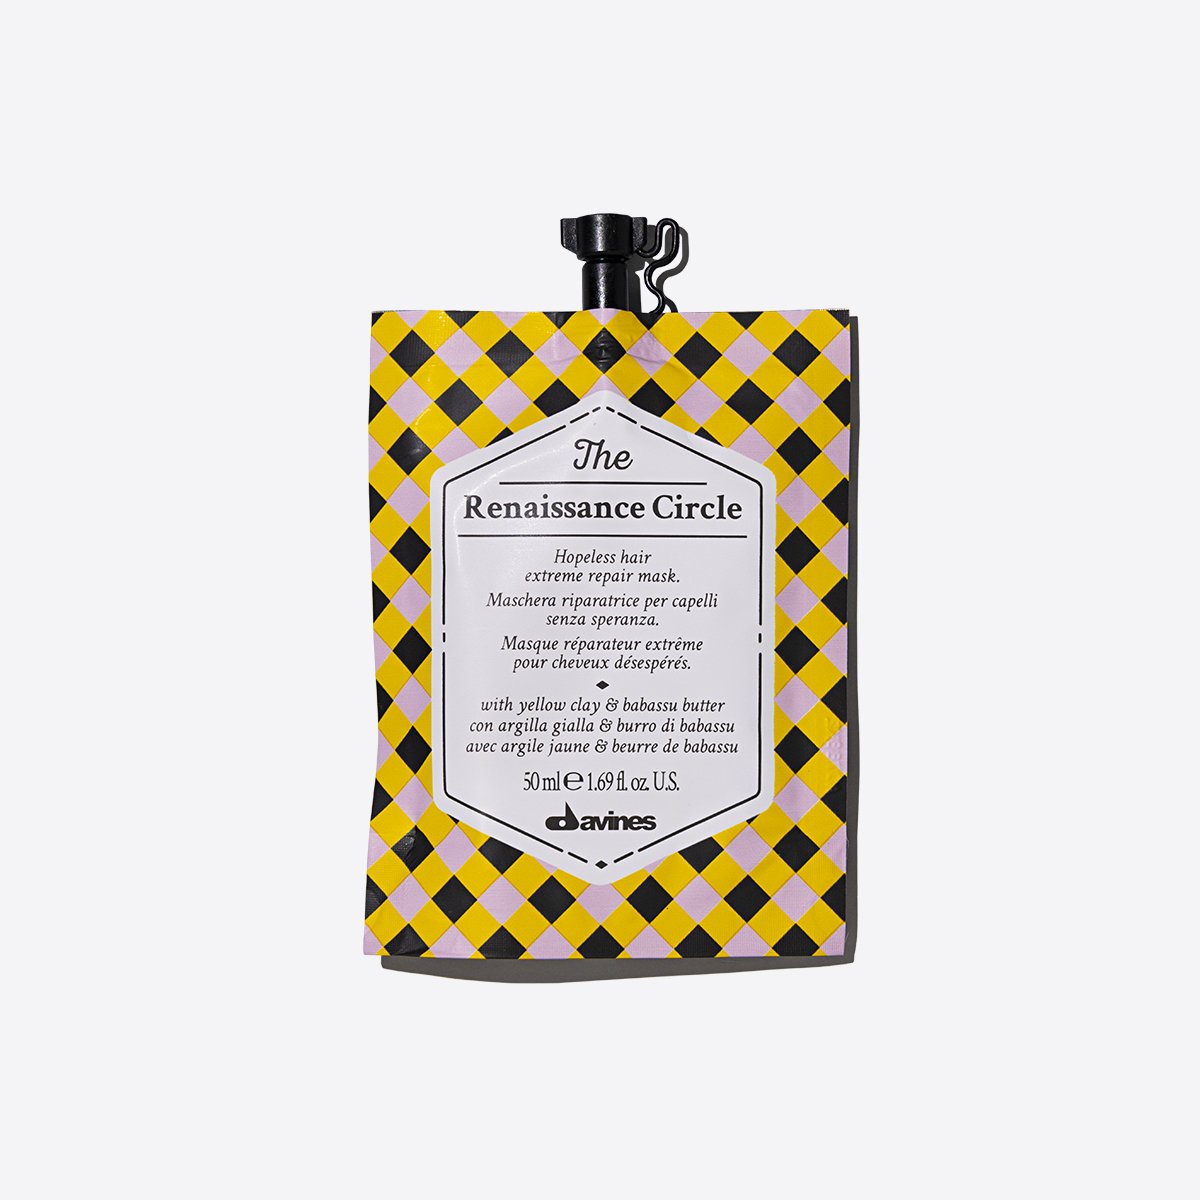 The
Renaissance Circle
Hopeless hair
extreme repair mask.
Maschera riparatrice per capelli
senza speranza.
Masque réparateur extrême
pour cheveux désespérés.
with yellow clay & babassu butter
con argilla gialla & burro di babassu
avec argile jaune & beurre de babassu
50 ml ℮ 1.69 fl. oz. U.S.
davines